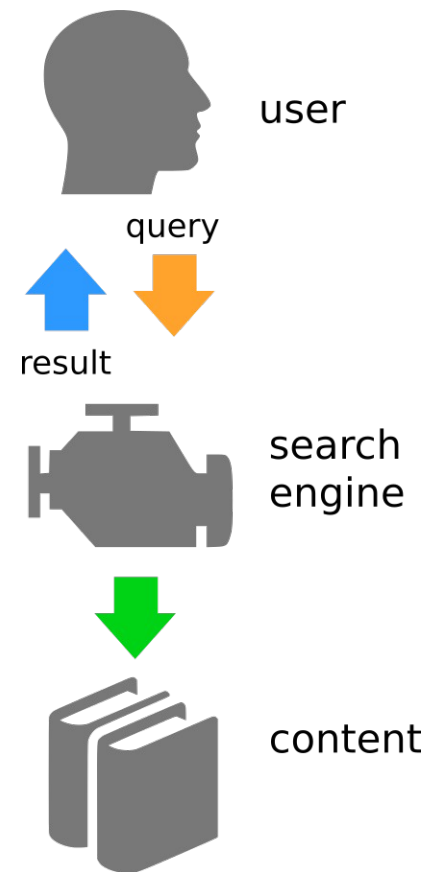 user
query
result
search
engine
content